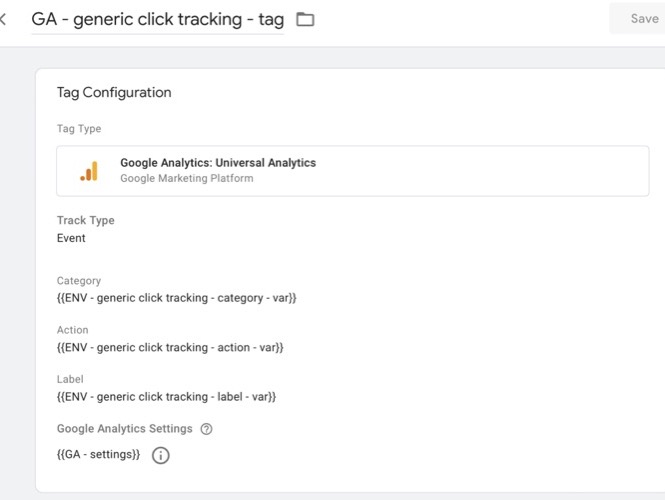 GA - generic click tracking - tag
Save
Tag Configuration
Tag Type
Google Analytics: Universal Analytics
Google Marketing Platform
Track Type
Event
Category
{{ENV - generic click tracking - category - var}}
Action
{{ENV - generic click tracking - action - var}}
Label
{{ENV - generic click tracking - label - var}}
Google Analytics Settings
{{GA - settings}}